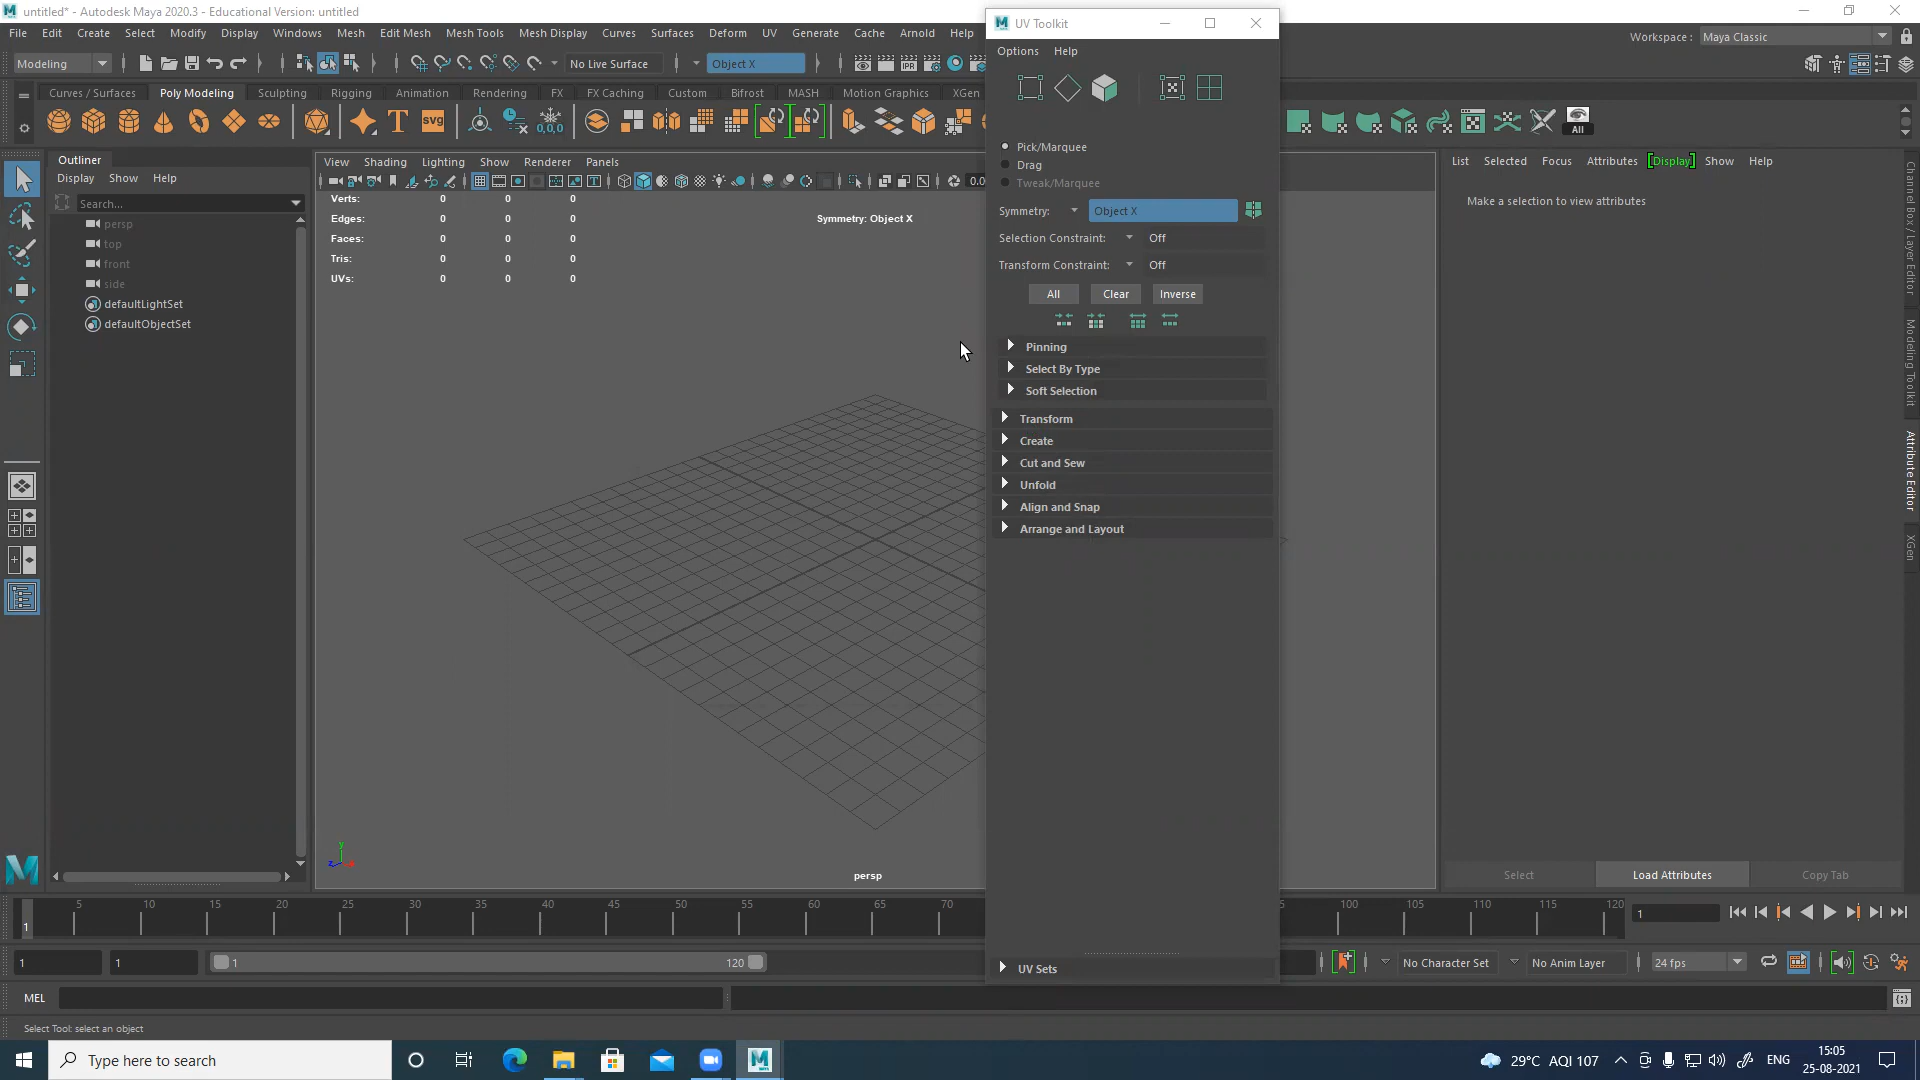 untitled* - Autodesk Maya 2020.3 - Educational Version: untitled
File Edit Create Select Modify Display Windows Mesh Edit Mesh Mesh Tools Mesh Display Curves Surfaces Deform UV Generate Cache Arnold Help
Workspace : Maya Classic
Modeling
No Live Surface
Object X
IPR
Curves / Surfaces Poly Modeling Sculpting Rigging Animation Rendering FX FX Caching Custom Bifrost MASH Motion Graphics XGen
T svg 0,0,0 All
UV Toolkit
Options Help
Pick/Marquee
Drag
Tweak/Marquee
Symmetry: Object X
Selection Constraint: Off
Transform Constraint: Off
All Clear Inverse
Pinning
Select By Type
Soft Selection
Transform
Create
Cut and Sew
Unfold
Align and Snap
Arrange and Layout
UV Sets
Outliner
Display Show Help
Search...
persp
top
front
side
defaultLightSet
defaultObjectSet
View Shading Lighting Show Renderer Panels
0.0
Verts: 0 0 0
Edges: 0 0 0
Faces: 0 0 0
Tris: 0 0 0
UVs: 0 0 0
Symmetry: Object X
y
z
persp
List Selected Focus Attributes [Display] Show Help
Make a selection to view attributes
Channel Box / Layer Editor
Modeling Toolkit
Attribute Editor
XGen
Select Load Attributes Copy Tab
1 5 10 15 20 25 30 35 40 45 50 55 60 65 70 5 100 105 110 115 120
1
1 1 1 120
No Character Set
No Anim Layer
24 fps
MEL
Select Tool: select an object
Type here to search
29°C AQI 107
ENG
15:05
25-08-2021